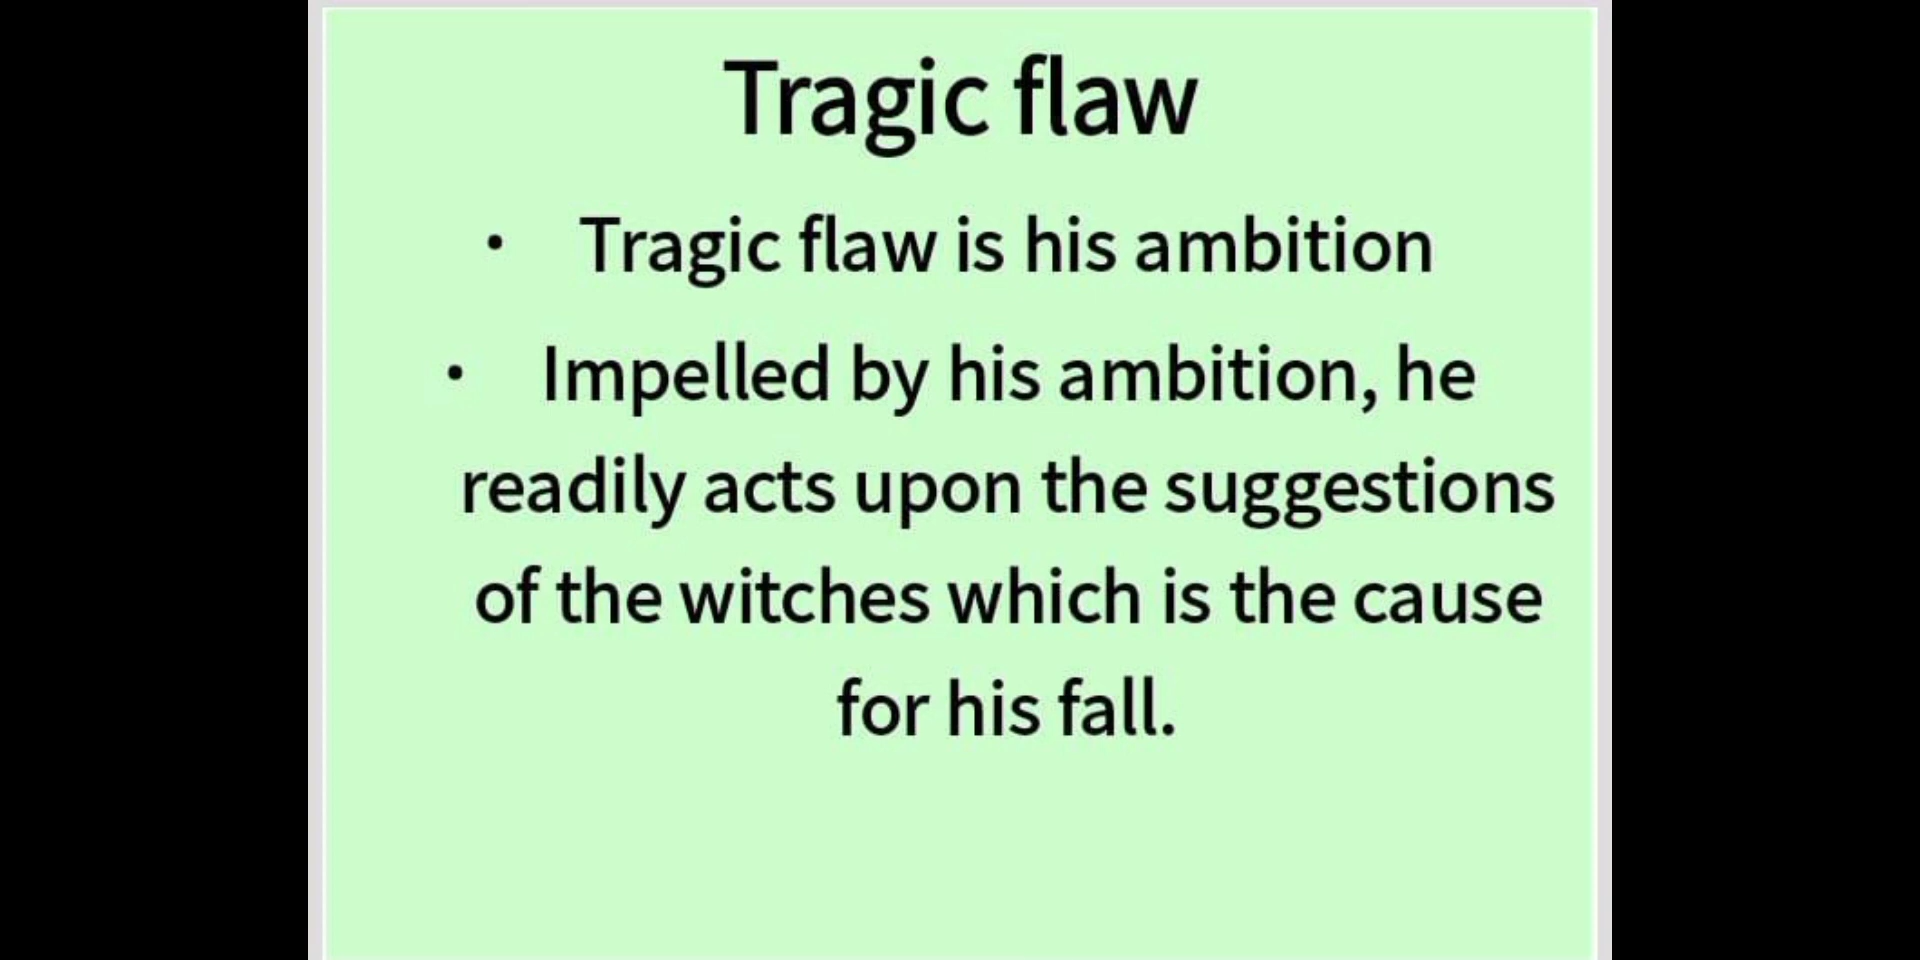 Tragic flaw
• Tragic flaw is his ambition
• Impelled by his ambition, he
readily acts upon the suggestions
of the witches which is the cause
for his fall.